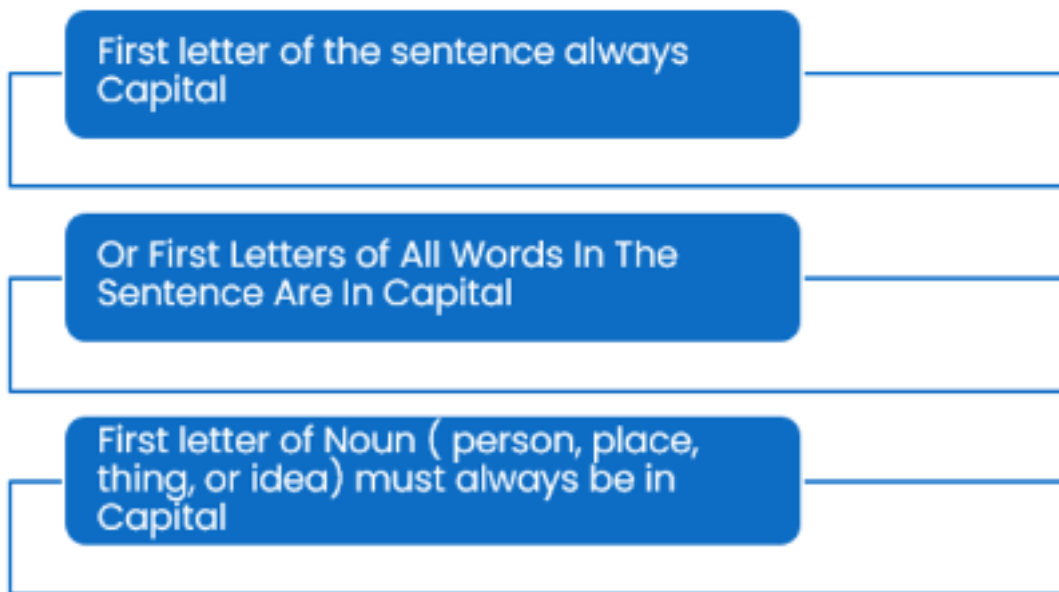 First letter of the sentence always
Capital
Or First Letters of All Words In The
Sentence Are In Capital
First letter of Noun ( person, place,
thing, or idea) must always be in
Capital